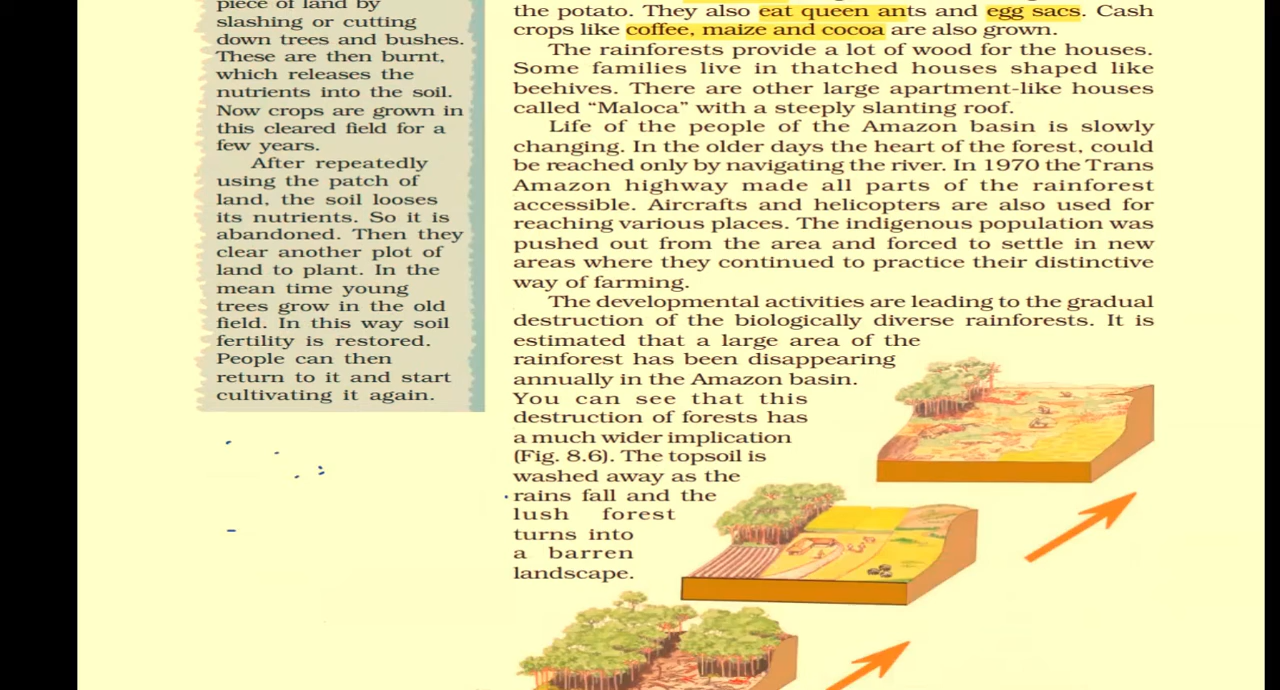 piece of land by
slashing or cutting
down trees and bushes.
These are then burnt,
which releases the
nutrients into the soil.
Now crops are grown in
this cleared field for a
few years.
After repeatedly
using the patch of
land, the soil looses
its nutrients. So it is
abandoned. Then they
clear another plot of
land to plant. In the
mean time young
trees grow in the old
field. In this way soil
fertility is restored.
People can then
return to it and start
cultivating it again.
the potato. They also eat queen ants and egg sacs. Cash
crops like coffee, maize and cocoa are also grown.
The rainforests provide a lot of wood for the houses.
Some families live in thatched houses shaped like
beehives. There are other large apartment-like houses
called “Maloca” with a steeply slanting roof.
Life of the people of the Amazon basin is slowly
changing. In the older days the heart of the forest, could
be reached only by navigating the river. In 1970 the Trans
Amazon highway made all parts of the rainforest
accessible. Aircrafts and helicopters are also used for
reaching various places. The indigenous population was
pushed out from the area and forced to settle in new
areas where they continued to practice their distinctive
way of farming.
The developmental activities are leading to the gradual
destruction of the biologically diverse rainforests. It is
estimated that a large area of the
rainforest has been disappearing
annually in the Amazon basin.
You can see that this
destruction of forests has
a much wider implication
(Fig. 8.6). The topsoil is
washed away as the
rains fall and the
lush forest
turns into
a barren
landscape.